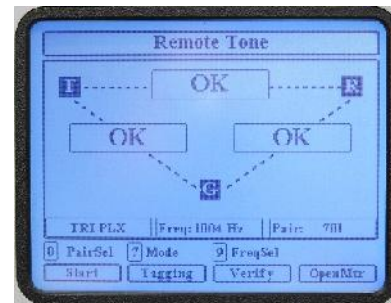 Remote Tone
T OK R
OK OK
G
TRI PLX Freq: 1004 Hz Pair: 701
0 PairSel 7 Mode 9 FreqSel
Start Tagging Verify OpenMtr